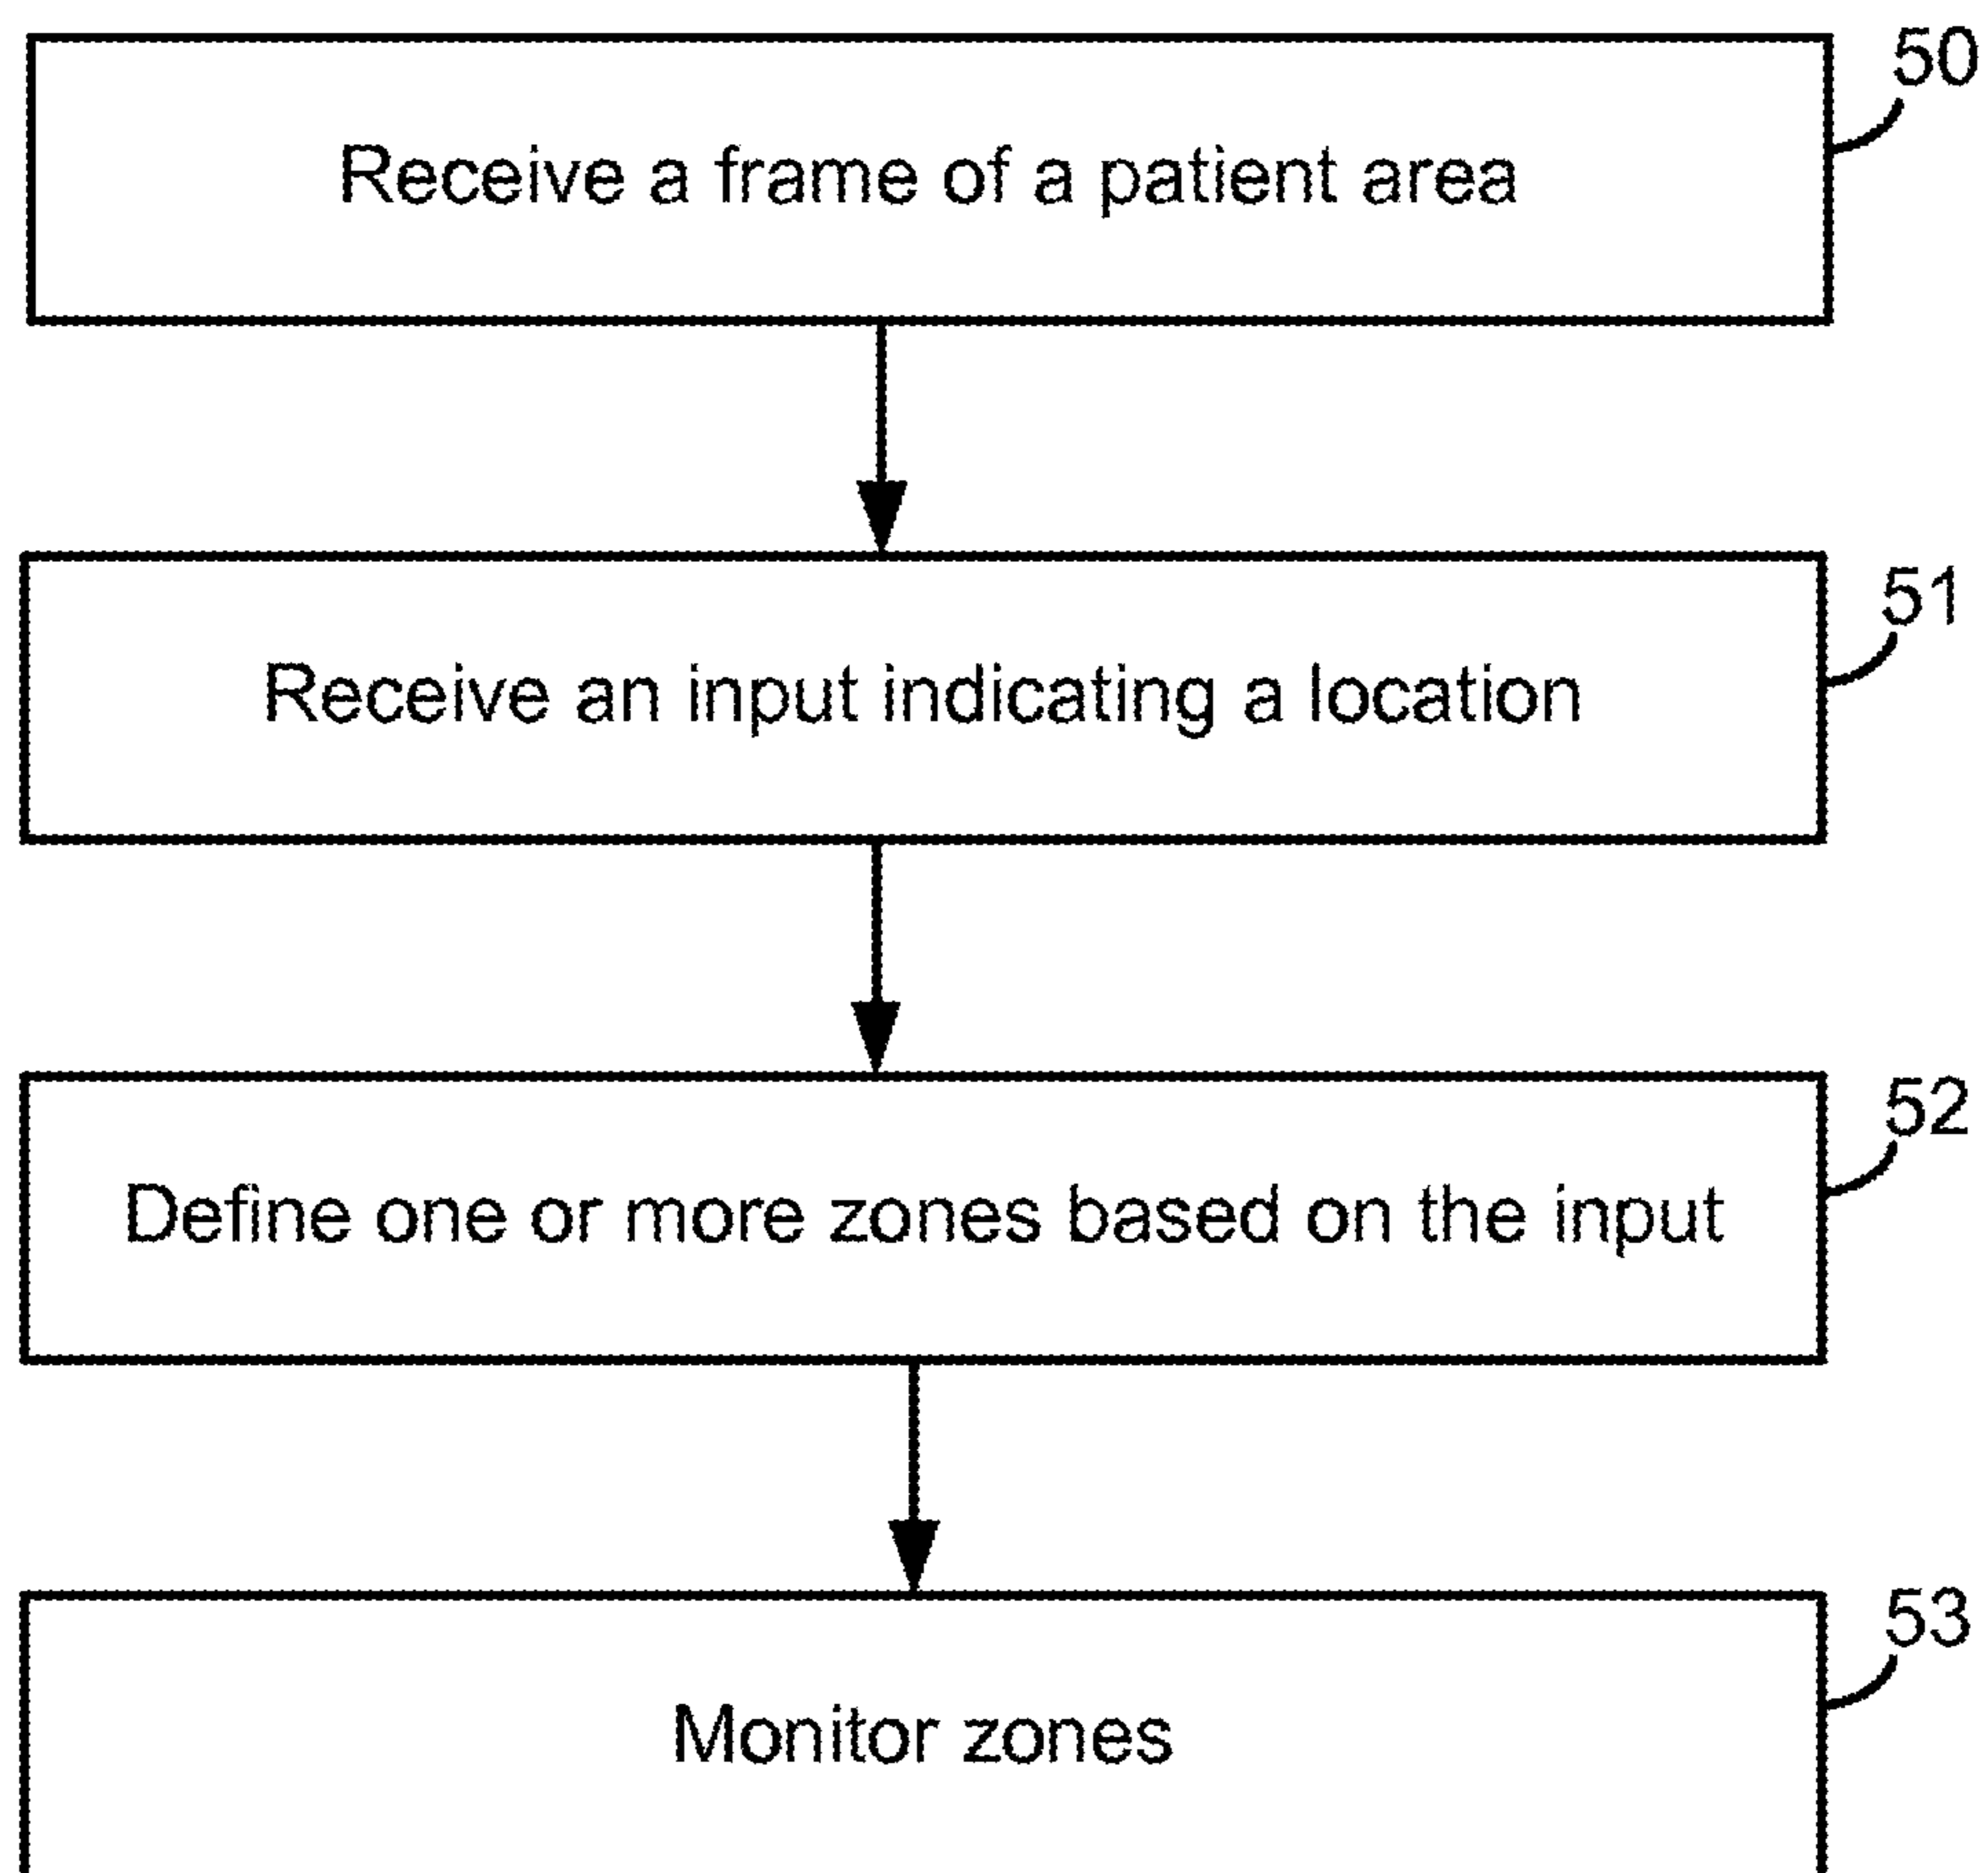 50
Receive a frame of a patient area
51
Receive an input indicating a location
52
Define one or more zones based on the input
53
Monitor zones